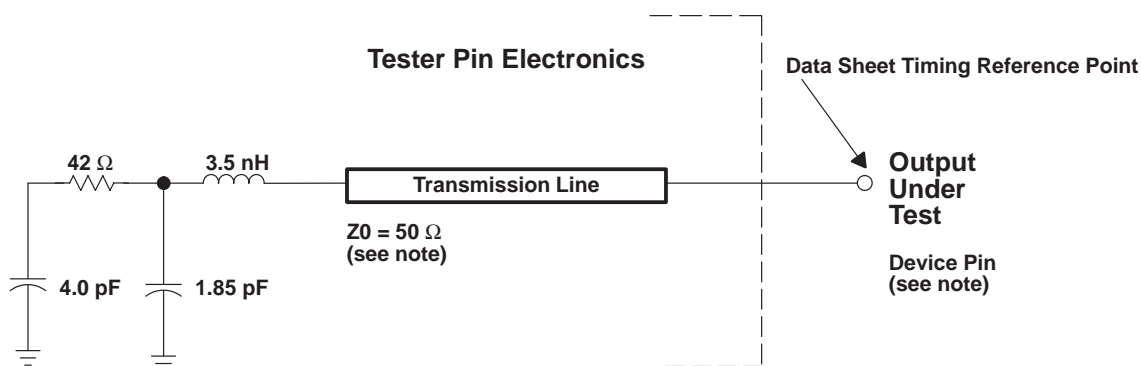 Tester Pin Electronics
Data Sheet Timing Reference Point
42 Ω
3.5 nH
Transmission Line
Output
Under
Test
Z0 = 50 Ω
(see note)
Device Pin
(see note)
4.0 pF
1.85 pF